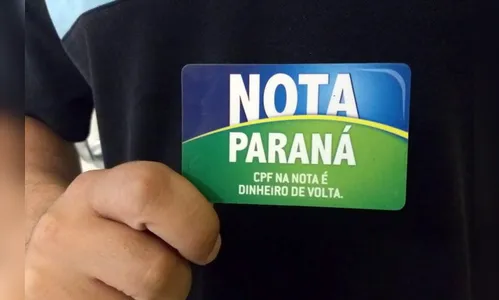 NOTA
PARANÁ
CPF NA NOTA É
DINHEIRO DE VOLTA.